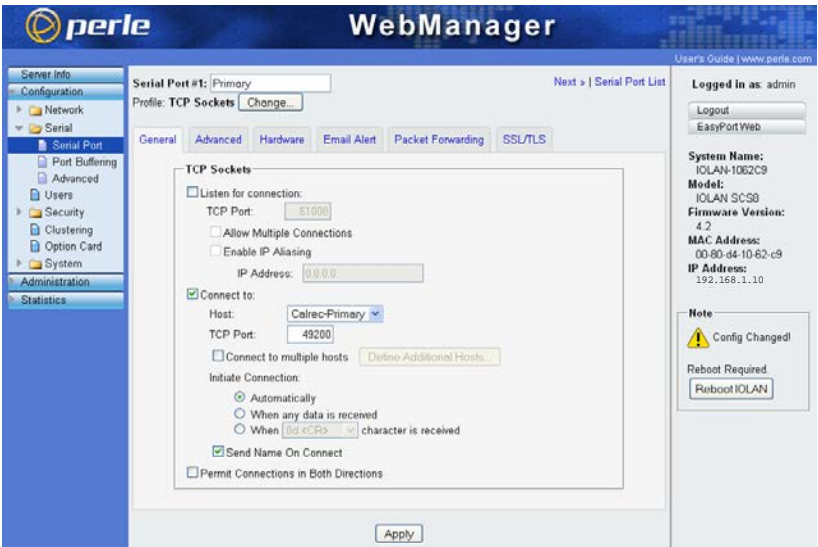 perle
WebManager
User's Guide | www.perle.com
Server Info
Configuration
Network
Serial
Serial Port
Port Buffering
Advanced
Users
Security
Clustering
Option Card
System
Administration
Statistics
Serial Port #1: Primary
Next » | Serial Port List
Profile: TCP Sockets Change...
General Advanced Hardware Email Alert Packet Forwarding SSL/TLS
TCP Sockets
Listen for connection:
TCP Port:
Allow Multiple Connections
Enable IP Aliasing
IP Address: 0.0.0.0
Connect to:
Host: Calrec-Primary
TCP Port: 49200
Connect to multiple hosts Define Additional Hosts...
Initiate Connection:
Automatically
When any data is received
When 0d <CR> character is received
Send Name On Connect
Permit Connections in Both Directions
Apply
Logged in as: admin
Logout
EasyPort Web
System Name:
IOLAN-1062C9
Model:
IOLAN SCS8
Firmware Version:
4.2
MAC Address:
00-80-d4-10-62-c9
IP Address:
192.168.1.10
Note
Config Changed!
Reboot Required.
Reboot IOLAN